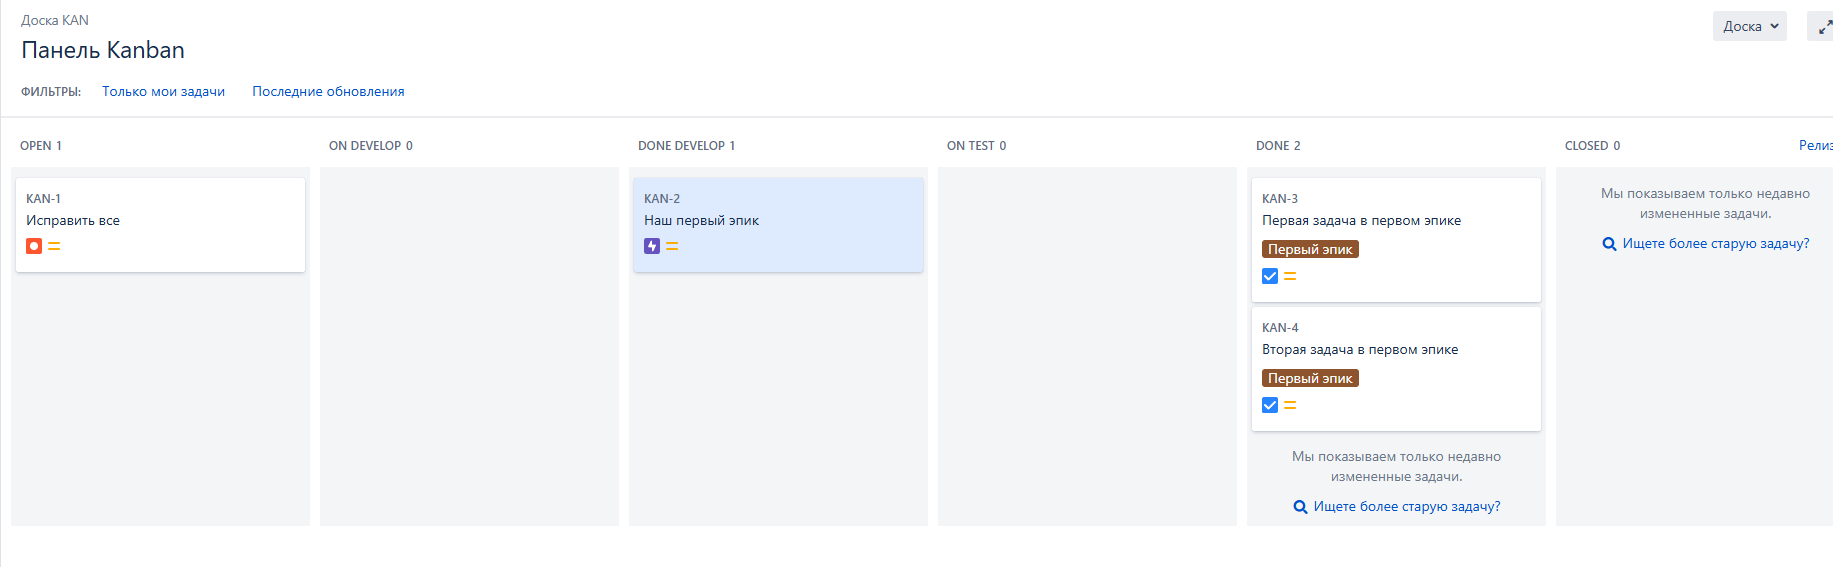 Доска KAN
Панель Kanban
Доска
ФИЛЬТРЫ: Только мои задачи Последние обновления
OPEN 1
ON DEVELOP 0
DONE DEVELOP 1
ON TEST 0
DONE 2
CLOSED 0
Релиз
KAN-1
Исправить все
KAN-2
Наш первый эпик
KAN-3
Первая задача в первом эпике
Первый эпик
KAN-4
Вторая задача в первом эпике
Первый эпик
Мы показываем только недавно
измененные задачи.
Ищете более старую задачу?
Мы показываем только недавно
измененные задачи.
Ищете более старую задачу?